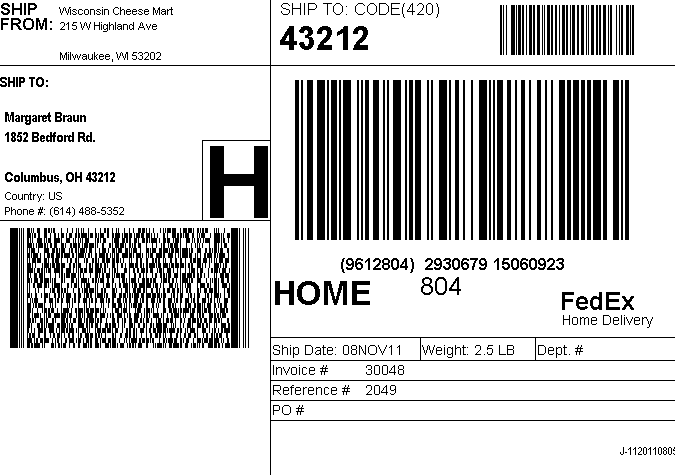 SHIP FROM:
Wisconsin Cheese Mart
215 W Highland Ave
Milwaukee, WI 53202
SHIP TO: CODE(420)
43212
SHIP TO:
Margaret Braun
1852 Bedford Rd.
Columbus, OH 43212
Country: US
Phone #: (614) 488-5352
H
(9612804) 2930679 15060923
HOME 804
FedEx
Home Delivery
Ship Date: 08NOV11 Weight: 2.5 LB Dept. #
Invoice # 30048
Reference # 2049
PO #
J-1120110805